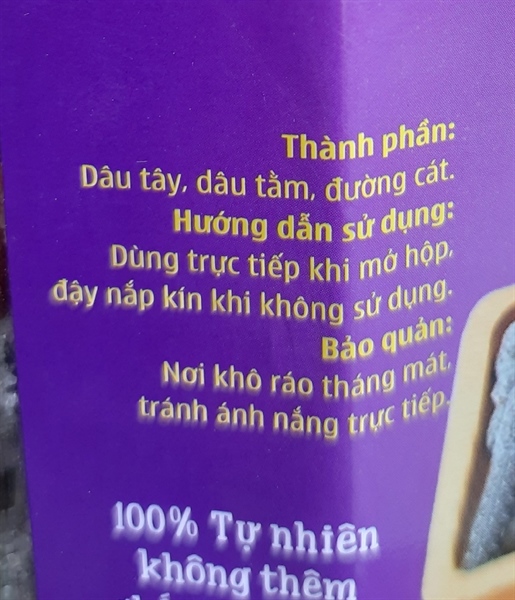 Thành phần:
Dâu tây, dâu tằm, đường cát.
Hướng dẫn sử dụng:
Dùng trực tiếp khi mở hộp,
đậy nắp kín khi không sử dụng.
Bảo quản:
Nơi khô ráo tháng mát,
tránh ánh nắng trực tiếp.
100% Tự nhiên
không thêm